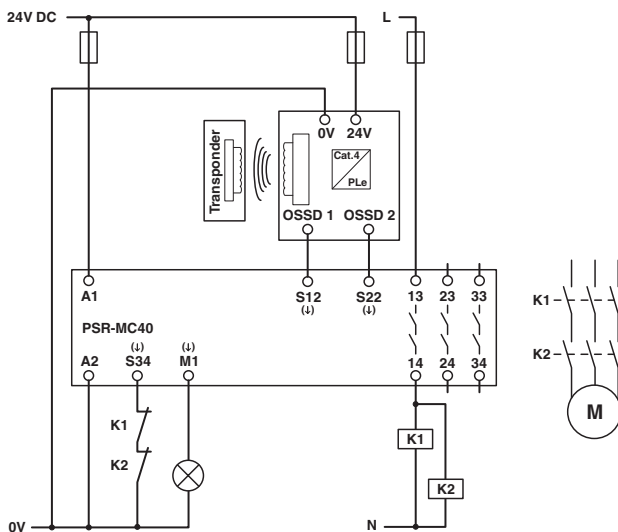 24V DC
L
0V 24V
Transponder
Cat.4
PLe
OSSD 1 OSSD 2
A1 S12 S22 13 23 33
(↓) (↓)
PSR-MC40
(↓) (↓)
A2 S34 M1 14 24 34
K1
K2
K1
K2
K1
K2
M
0V
N